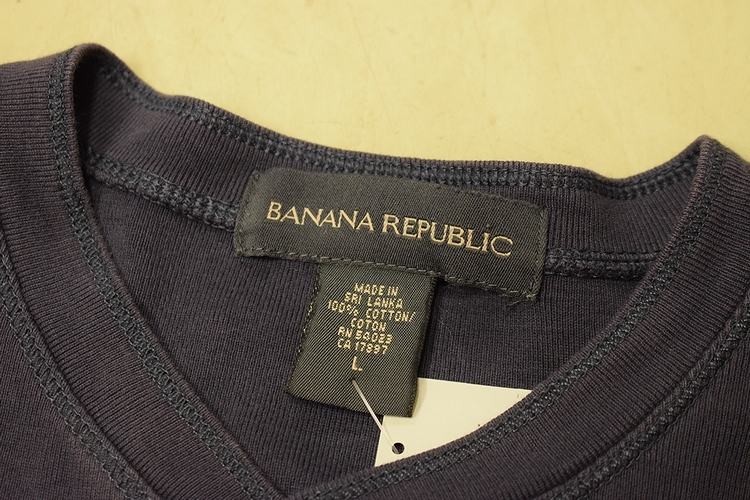 BANANA REPUBLIC
MADE IN
SRI LANKA
100% COTTON/
COTON
RN 54023
CA 17897
L